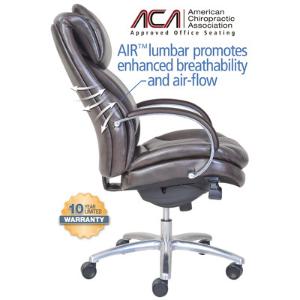 ACA
American
Chiropractic
Association
Approved Office Seating
AIR™ lumbar promotes
enhanced breathability
and air-flow
10
YEAR
LIMITED
WARRANTY